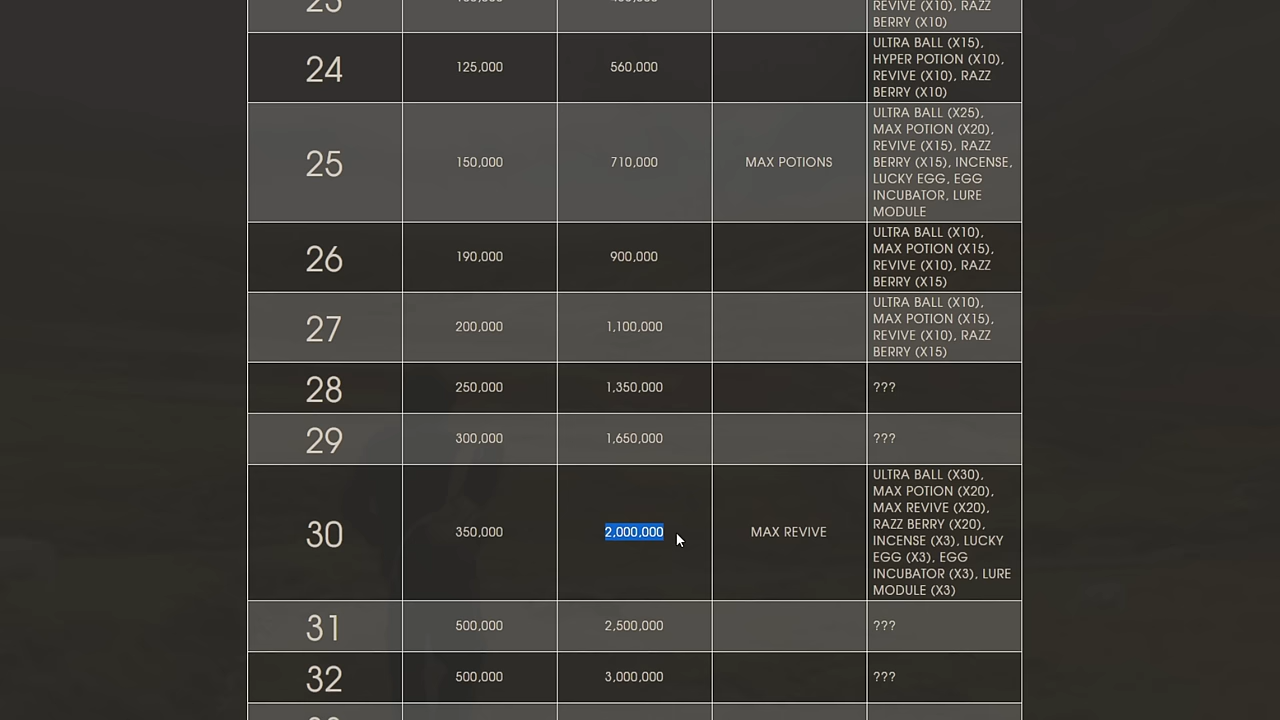 REVIVE (X10), RAZZ
BERRY (X10)
24
125,000
560,000
ULTRA BALL (X15),
HYPER POTION (X10),
REVIVE (X10), RAZZ
BERRY (X10)
25
150,000
710,000
MAX POTIONS
ULTRA BALL (X25),
MAX POTION (X20),
REVIVE (X15), RAZZ
BERRY (X15), INCENSE,
LUCKY EGG, EGG
INCUBATOR, LURE
MODULE
26
190,000
900,000
ULTRA BALL (X10),
MAX POTION (X15),
REVIVE (X10), RAZZ
BERRY (X15)
27
200,000
1,100,000
ULTRA BALL (X10),
MAX POTION (X15),
REVIVE (X10), RAZZ
BERRY (X15)
28
250,000
1,350,000
???
29
300,000
1,650,000
???
30
350,000
2,000,000
MAX REVIVE
ULTRA BALL (X30),
MAX POTION (X20),
MAX REVIVE (X20),
RAZZ BERRY (X20),
INCENSE (X3), LUCKY
EGG (X3), EGG
INCUBATOR (X3), LURE
MODULE (X3)
31
500,000
2,500,000
???
32
500,000
3,000,000
???